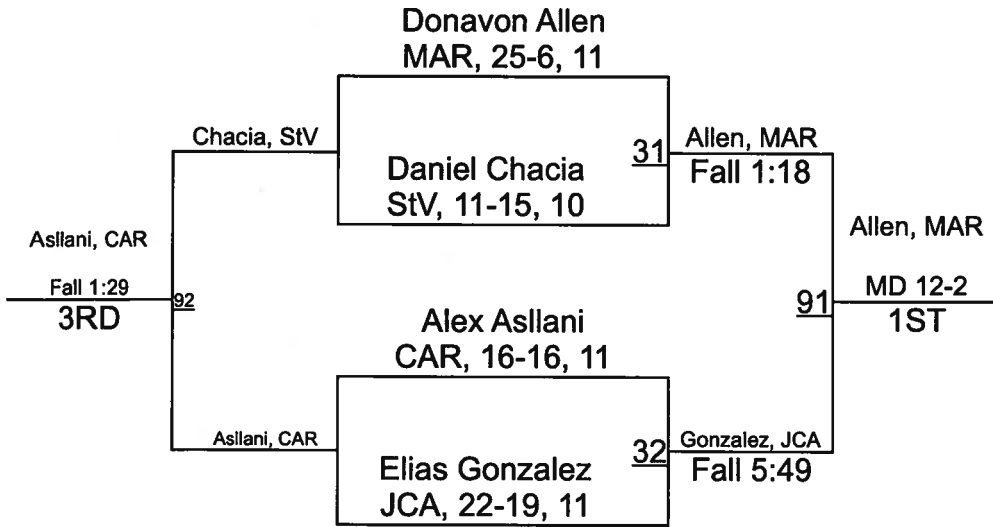 Donavon Allen
MAR, 25-6, 11
Chacia, StV
31
Allen, MAR
Fall 1:18
Daniel Chacia
StV, 11-15, 10
Asllani, CAR
Fall 1:29
3RD
92
Allen, MAR
91
MD 12-2
1ST
Alex Asllani
CAR, 16-16, 11
Asllani, CAR
32
Gonzalez, JCA
Fall 5:49
Elias Gonzalez
JCA, 22-19, 11